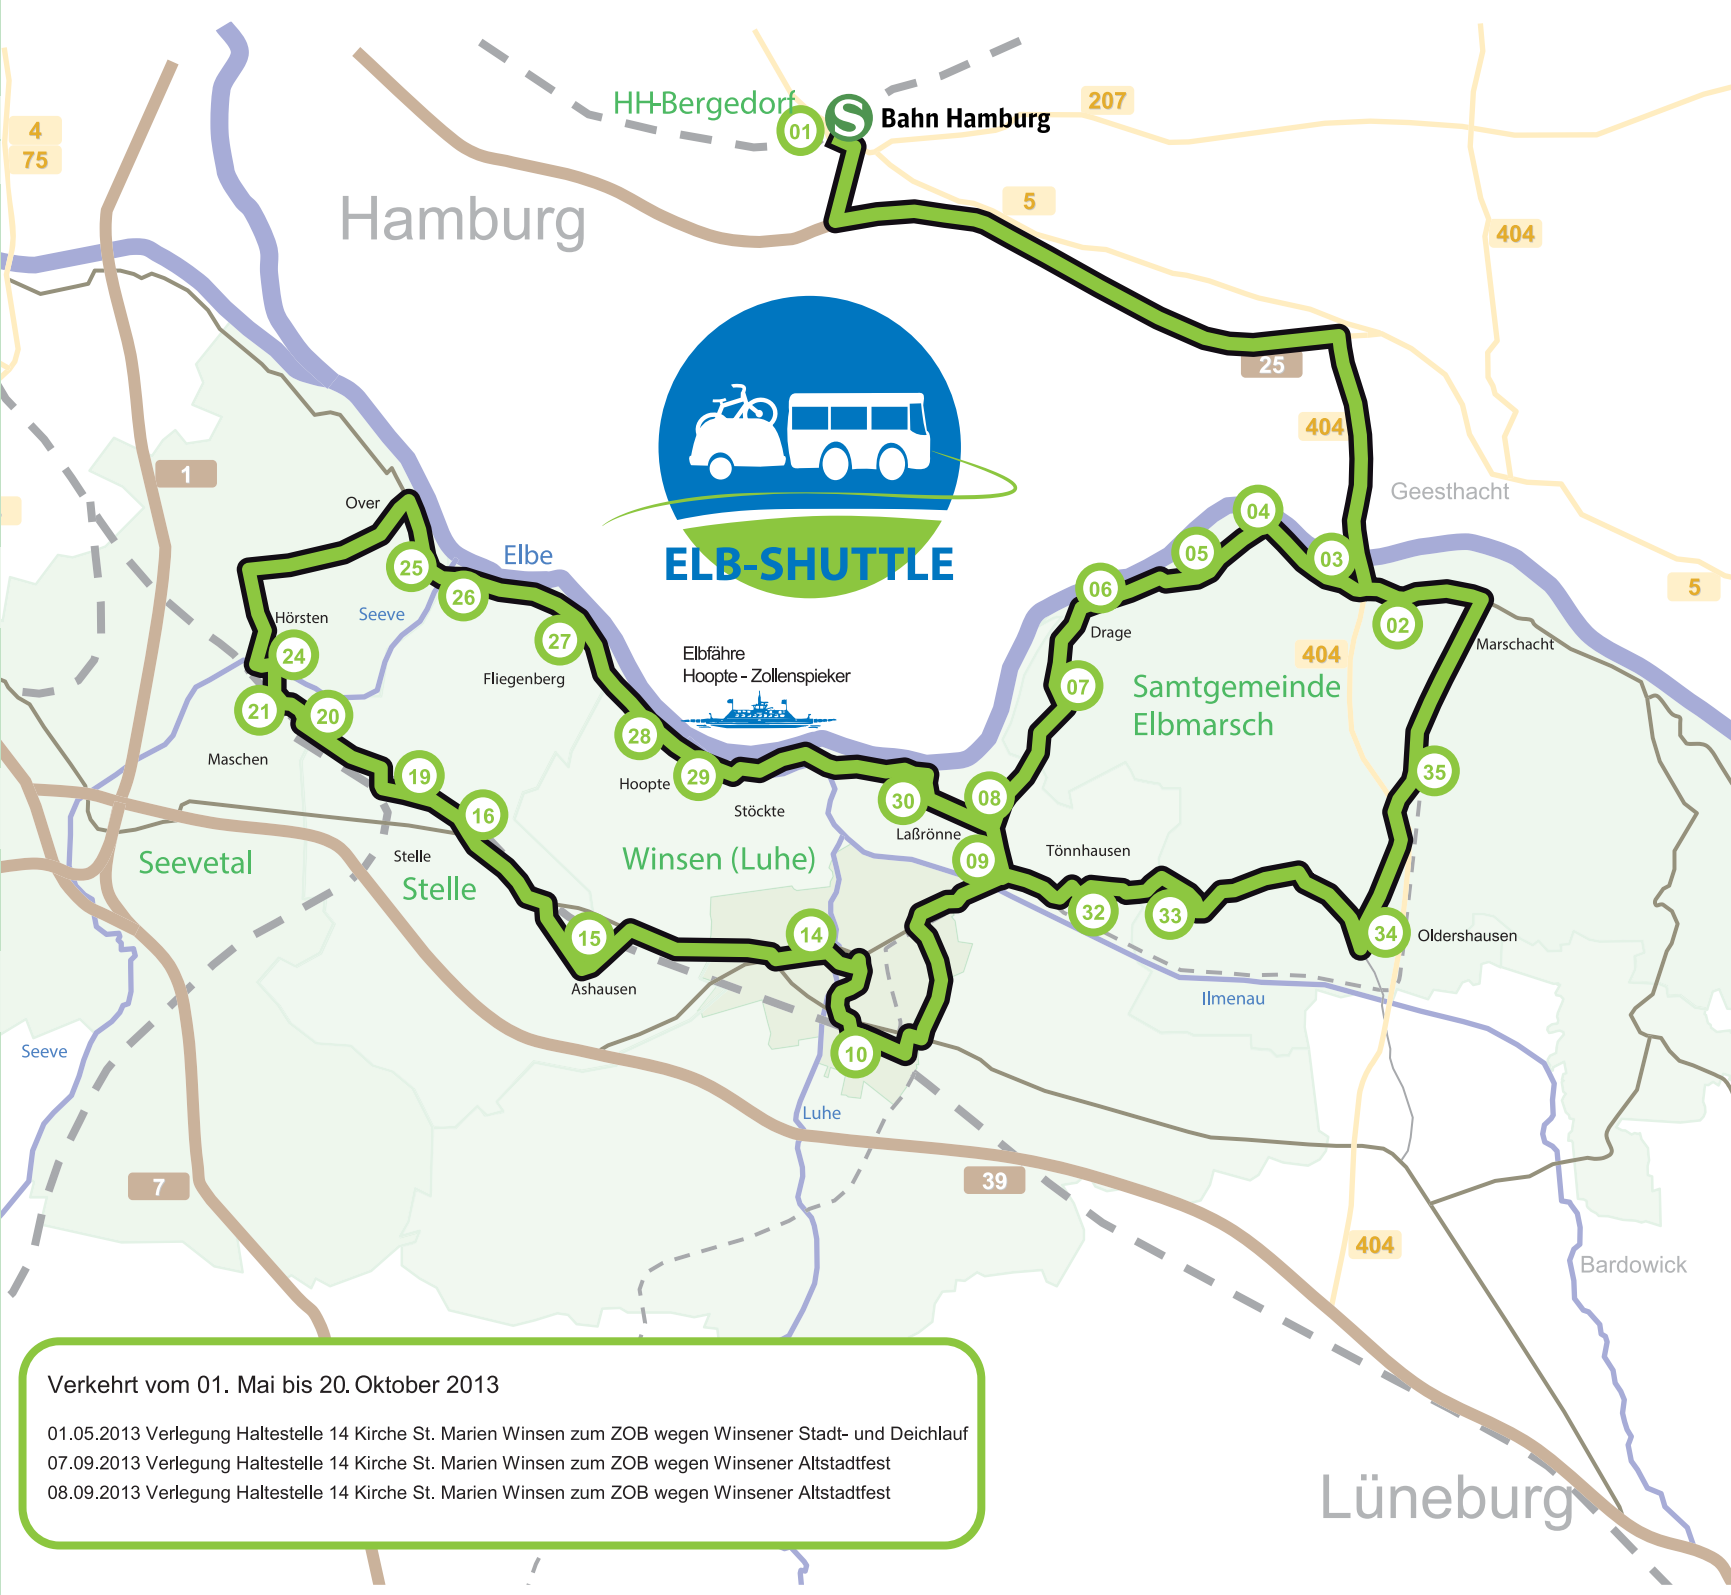 HH-Bergedorf
01
S
Bahn Hamburg
207
4
75
5
Hamburg
404
404
25
1
Geesthacht
Over
04
03
05
Elbe
25
26
06
5
ELB-SHUTTLE
Seeve
Hörsten
24
27
Drage
02
Marschacht
404
Elbfähre
Hoopte - Zollenspieker
Fliegenberg
07
Samtgemeinde
Elbmarsch
21
20
28
Maschen
19
Hoopte
29
35
30
08
16
Stöckte
Laßrönne
Stelle
Seevetal
Stelle
Winsen (Luhe)
09
Tönnhausen
15
14
32
33
34
Oldershausen
Ashausen
Ilmenau
Seeve
10
Luhe
7
39
404
Bardowick
Verkehrt vom 01. Mai bis 20. Oktober 2013
01.05.2013 Verlegung Haltestelle 14 Kirche St. Marien Winsen zum ZOB wegen Winsener Stadt- und Deichlauf
07.09.2013 Verlegung Haltestelle 14 Kirche St. Marien Winsen zum ZOB wegen Winsener Altstadtfest
08.09.2013 Verlegung Haltestelle 14 Kirche St. Marien Winsen zum ZOB wegen Winsener Altstadtfest
Lüneburg